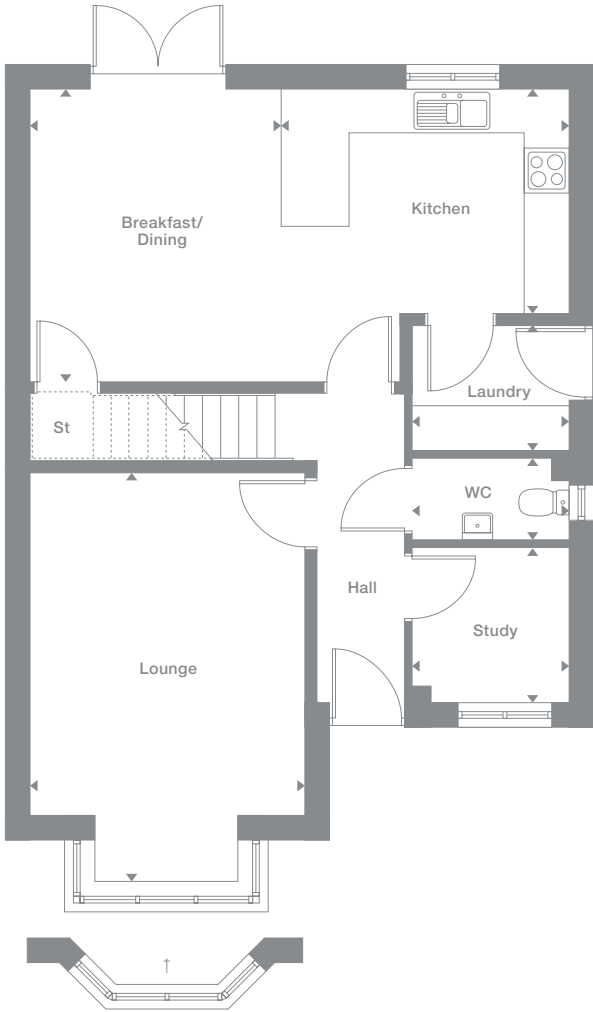 Breakfast/
Dining
Kitchen
Laundry
St
WC
Hall
Study
Lounge
†